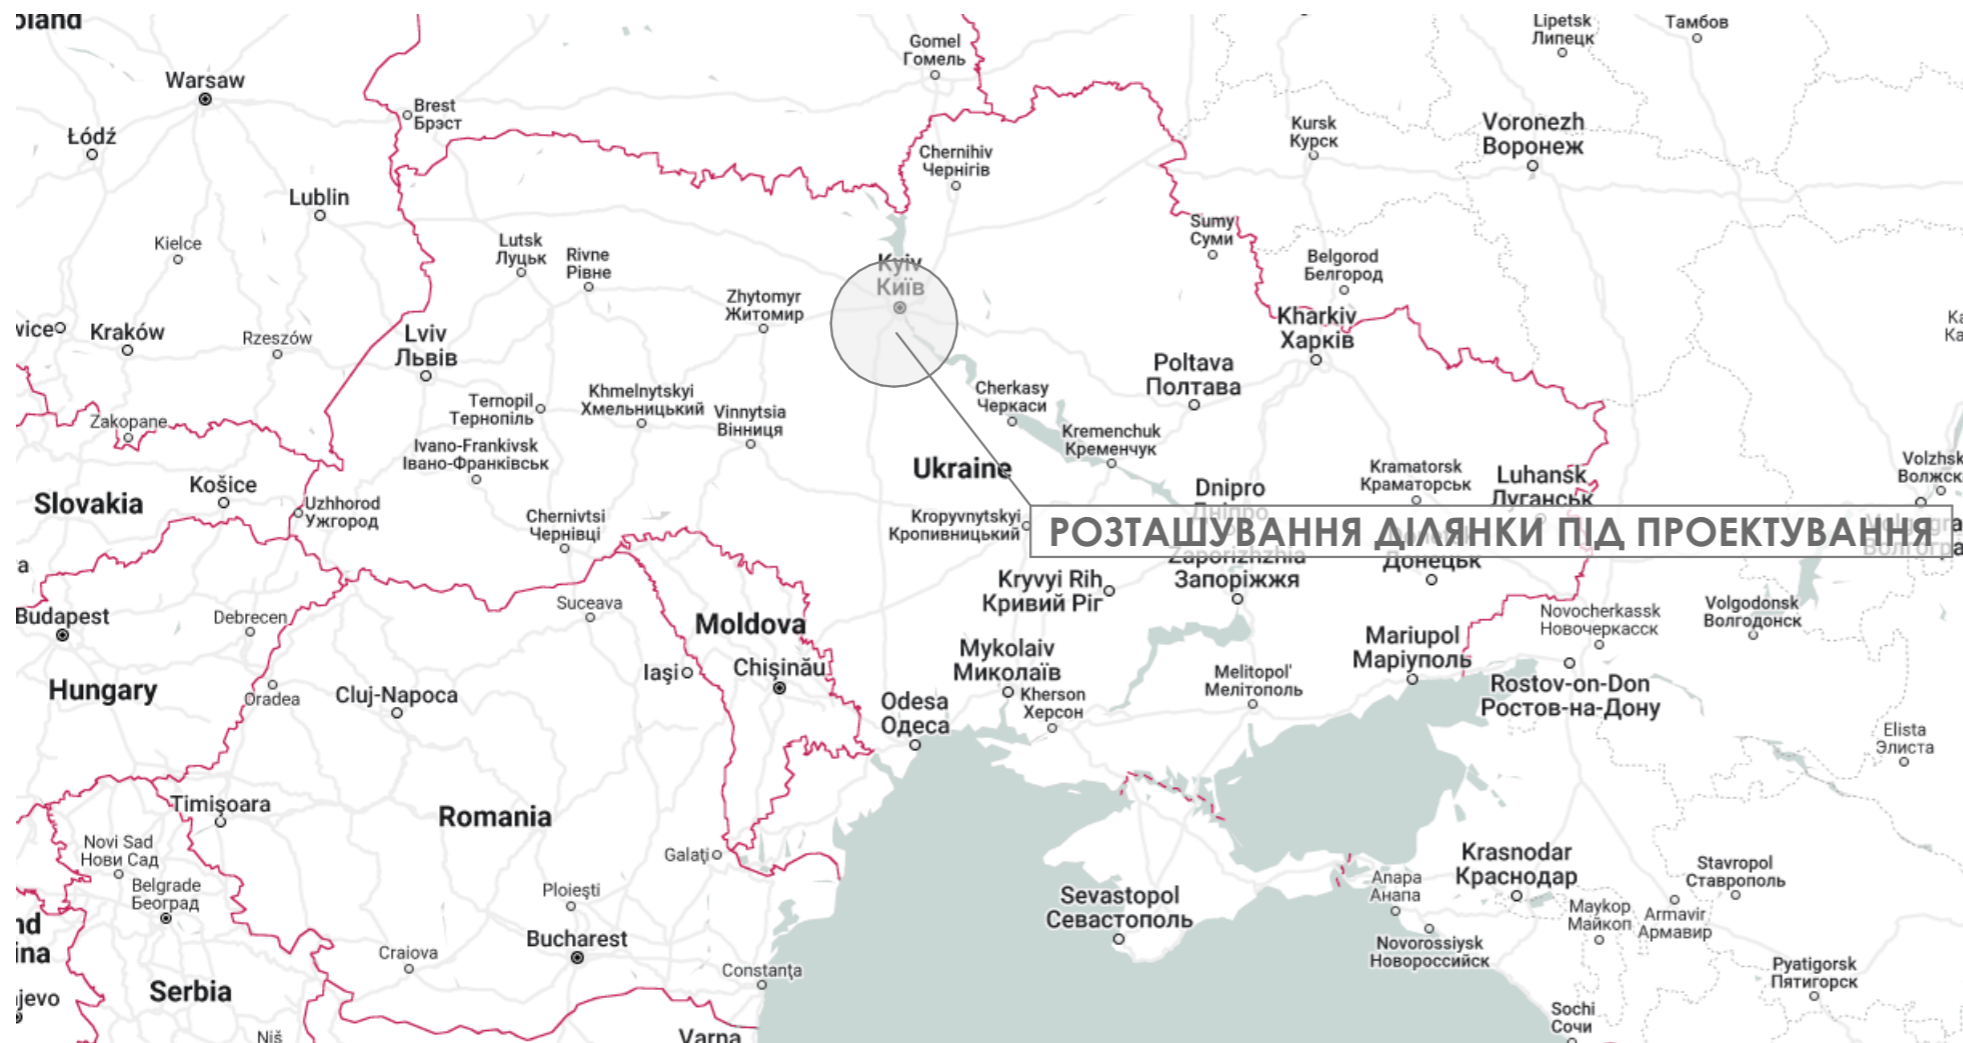 Lipetsk
Липецк
Тамбов
Gomel
Гомель
Warsaw
Brest
Брэст
Łódź
Kursk
Курск
Voronezh
Воронеж
Chernihiv
Чернігів
Lublin
Kielce
Lutsk
Луцьк
Rivne
Рівне
Sumy
Суми
Kyiv
Київ
Belgorod
Белгород
Zhytomyr
Житомир
Kharkiv
Харків
Kraków
Rzeszów
Lviv
Львів
Poltava
Полтава
Cherkasy
Черкаси
Ternopil
Тернопіль
Khmelnytskyi
Хмельницький
Vinnytsia
Вінниця
Zakopane
Ivano-Frankivsk
Івано-Франківськ
Kremenchuk
Кременчук
Ukraine
Kramatorsk
Краматорськ
Luhansk
Луганськ
Košice
Slovakia
Uzhhorod
Ужгород
Chernivtsi
Чернівці
Kropyvnytskyi
Кропивницький
Dnipro
Дніпро
РОЗТАШУВАННЯ ДІЛЯНКИ ПІД ПРОЕКТУВАННЯ
Zaporizhzhia
Запоріжжя
Донецьк
Kryvyi Rih
Кривий Ріг
Budapest
Debrecen
Suceava
Moldova
Novocherkassk
Новочеркасск
Volgodonsk
Волгодонск
Mariupol
Маріуполь
Mykolaiv
Миколаїв
Iași
Chișinău
Melitopol'
Мелітополь
Kherson
Херсон
Hungary
Oradea
Cluj-Napoca
Odesa
Одеса
Rostov-on-Don
Ростов-на-Дону
Elista
Элиста
Timișoara
Romania
Novi Sad
Нови Сад
Galați
Krasnodar
Краснодар
Stavropol
Ставрополь
Belgrade
Београд
Ploiești
Sevastopol
Севастополь
Anapa
Анапа
Maykop
Майкоп
Armavir
Армавир
Bucharest
Craiova
Novorossiysk
Новороссийск
Constanța
Pyatigorsk
Пятигорск
Serbia
Sochi
Сочи
Niš
Varna